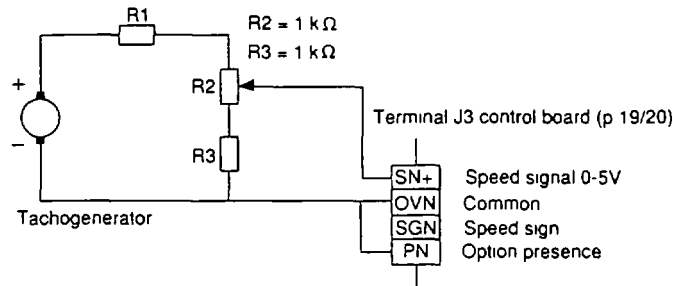 R1
R2 = 1 kΩ
R3 = 1 kΩ
+
R2
Terminal J3 control board (p 19/20)
−
R3
SN+ Speed signal 0-5V
OVN Common
Tachogenerator
SGN Speed sign
PN Option presence